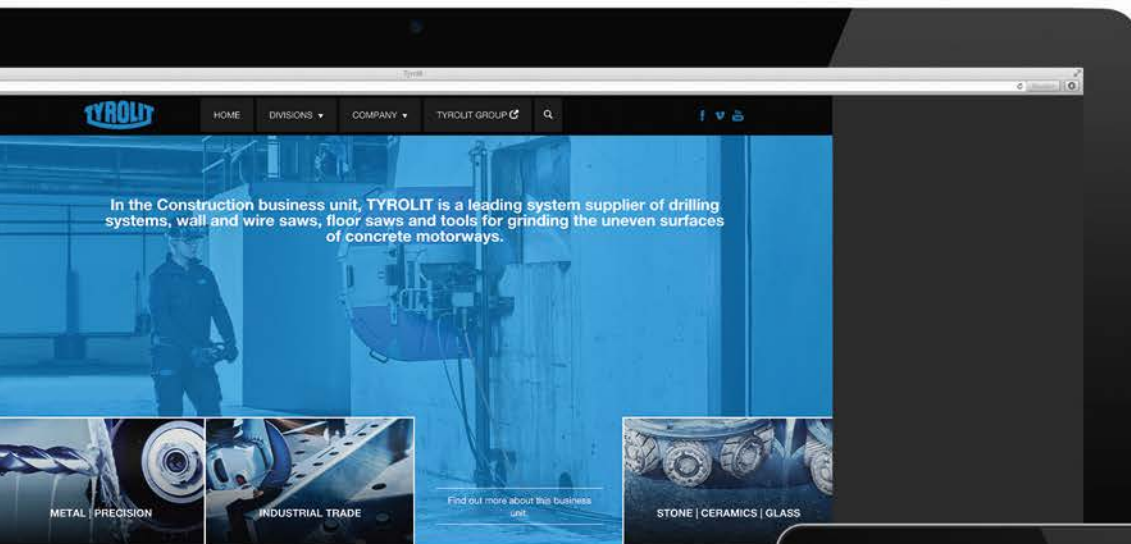 Tyrolit
TYROLIT
HOME
DIVISIONS
COMPANY
TYROLIT GROUP
In the Construction business unit, TYROLIT is a leading system supplier of drilling
systems, wall and wire saws, floor saws and tools for grinding the uneven surfaces
of concrete motorways.
METAL | PRECISION
INDUSTRIAL TRADE
Find out more about this business
unit.
STONE | CERAMICS | GLASS